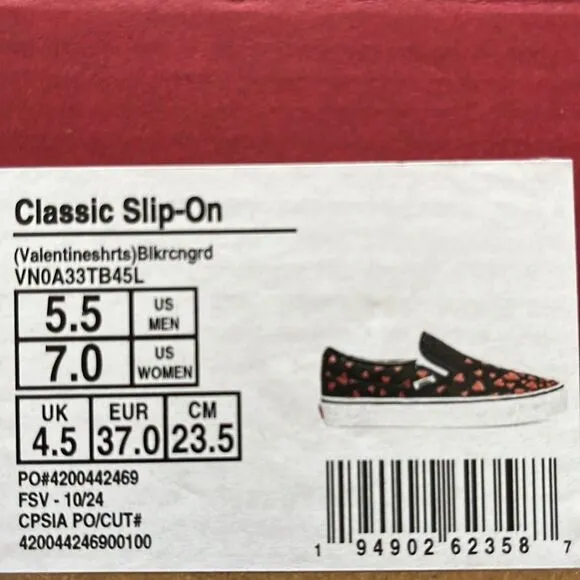 Classic Slip-On
(Valentineshrts)Blkrcngrd
VN0A33TB45L
5.5 US MEN
7.0 US WOMEN
UK EUR CM
4.5 37.0 23.5
PO#4200442469
FSV - 10/24
CPSIA PO/CUT#
420044246900100
1 94902 62358 7